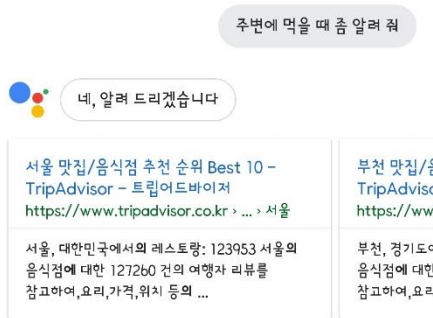 주변에 먹을 때 좀 알려 줘
네, 알려 드리겠습니다
서울 맛집/음식점 추천 순위 Best 10 –
TripAdvisor – 트립어드바이저
https://www.tripadvisor.co.kr › ... › 서울
서울, 대한민국에서의 레스토랑: 123953 서울의
음식점에 대한 127260 건의 여행자 리뷰를
참고하여,요리,가격,위치 등의 ...
부천 맛집/음
TripAdviso
https://ww
부천, 경기도에
음식점에 대한
참고하여,요리